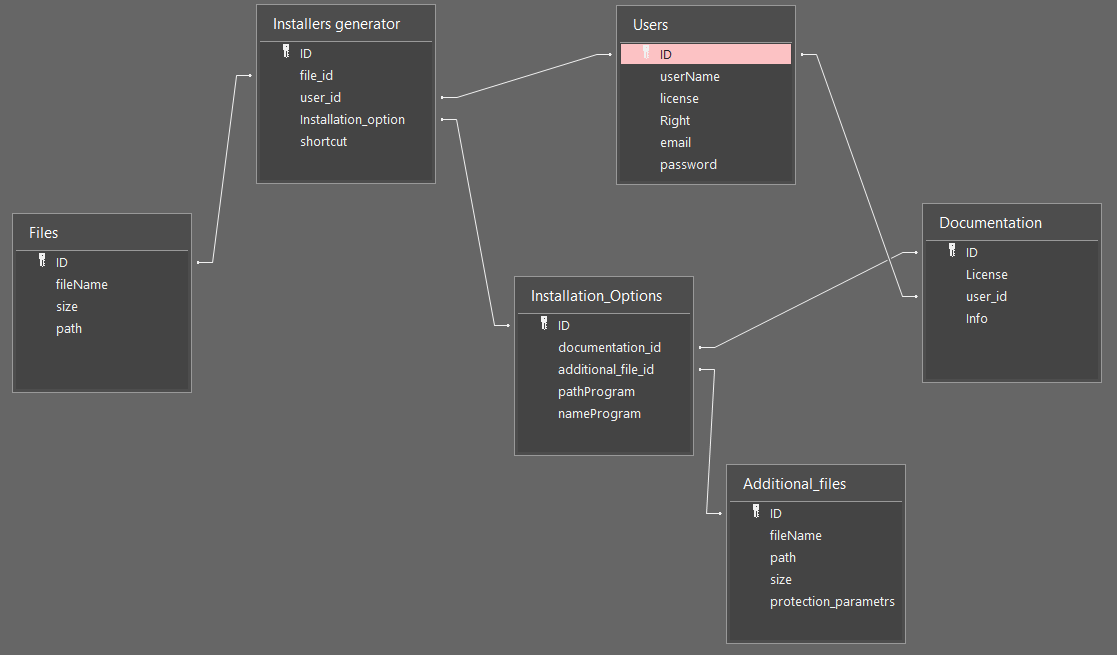 Installers generator
ID
file_id
user_id
Installation_option
shortcut
Users
ID
userName
license
Right
email
password
Files
ID
fileName
size
path
Documentation
ID
License
user_id
Info
Installation_Options
ID
documentation_id
additional_file_id
pathProgram
nameProgram
Additional_files
ID
fileName
path
size
protection_parametrs